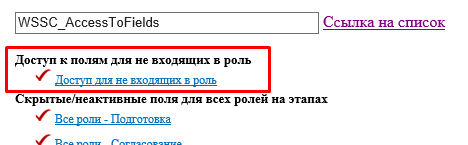 WSSC_AccessToFields Ссылка на список
Доступ к полям для не входящих в роль
Доступ для не входящих в роль
Скрытые/неактивные поля для всех ролей на этапах
Все роли - Подготовка
Все роли - Согласование